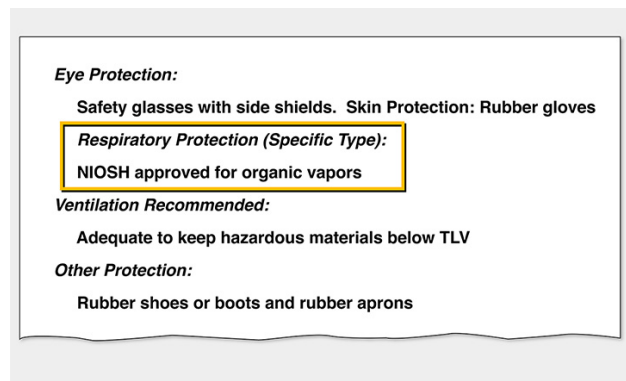 Eye Protection:
Safety glasses with side shields. Skin Protection: Rubber gloves
Respiratory Protection (Specific Type):
NIOSH approved for organic vapors
Ventilation Recommended:
Adequate to keep hazardous materials below TLV
Other Protection:
Rubber shoes or boots and rubber aprons